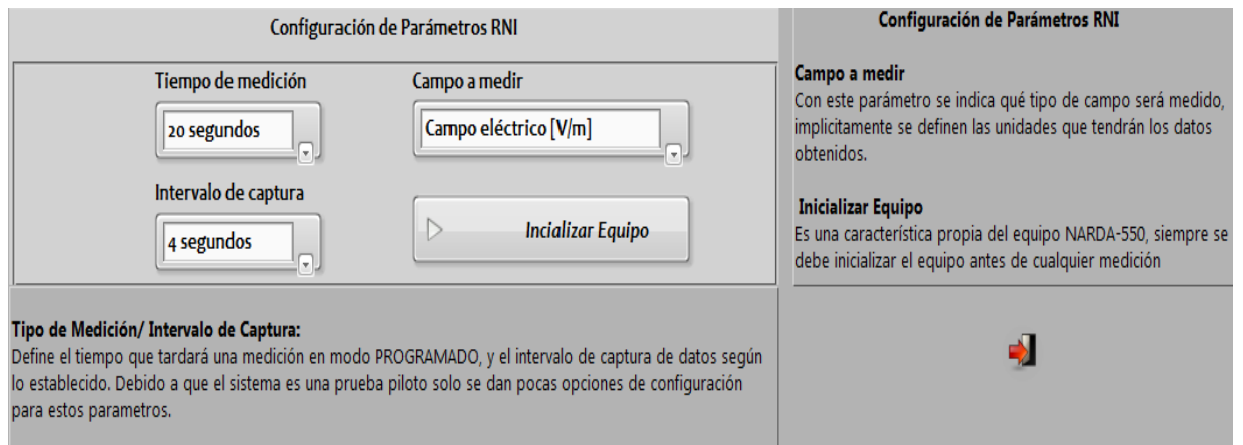 Configuración de Parámetros RNI
Tiempo de medición
20 segundos
Campo a medir
Campo eléctrico [V/m]
Intervalo de captura
4 segundos
Incializar Equipo
Tipo de Medición/ Intervalo de Captura:
Define el tiempo que tardará una medición en modo PROGRAMADO, y el intervalo de captura de datos según
lo establecido. Debido a que el sistema es una prueba piloto solo se dan pocas opciones de configuración
para estos parametros.
Configuración de Parámetros RNI
Campo a medir
Con este parámetro se indica qué tipo de campo será medido,
implicitamente se definen las unidades que tendrán los datos
obtenidos.
Inicializar Equipo
Es una característica propia del equipo NARDA-550, siempre se
debe inicializar el equipo antes de cualquier medición